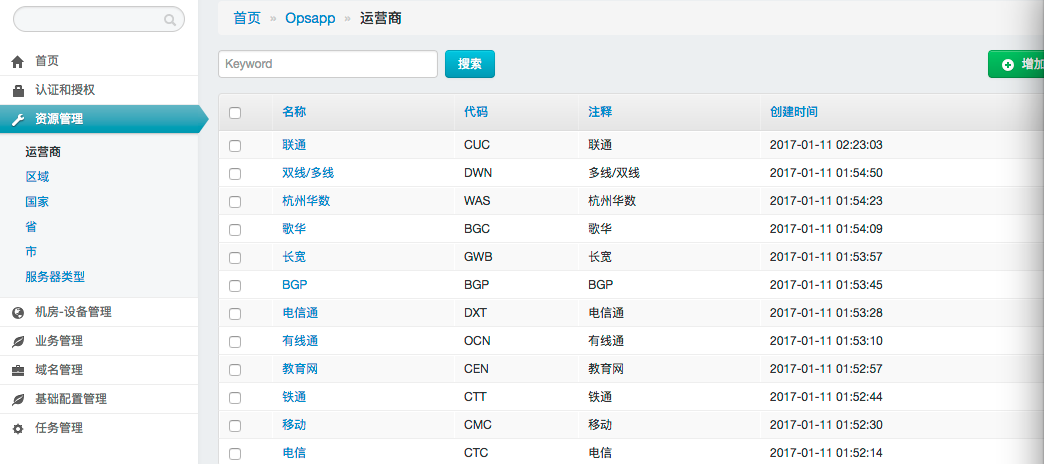 首页 » Opsapp » 运营商
Keyword 搜索 增加
首页
认证和授权
资源管理
运营商
区域
国家
省
市
服务器类型
机房-设备管理
业务管理
域名管理
基础配置管理
任务管理
名称 代码 注释 创建时间
联通 CUC 联通 2017-01-11 02:23:03
双线/多线 DWN 多线/双线 2017-01-11 01:54:50
杭州华数 WAS 杭州华数 2017-01-11 01:54:23
歌华 BGC 歌华 2017-01-11 01:54:09
长宽 GWB 长宽 2017-01-11 01:53:57
BGP BGP BGP 2017-01-11 01:53:45
电信通 DXT 电信通 2017-01-11 01:53:28
有线通 OCN 有线通 2017-01-11 01:53:10
教育网 CEN 教育网 2017-01-11 01:52:57
铁通 CTT 铁通 2017-01-11 01:52:44
移动 CMC 移动 2017-01-11 01:52:30
电信 CTC 电信 2017-01-11 01:52:14